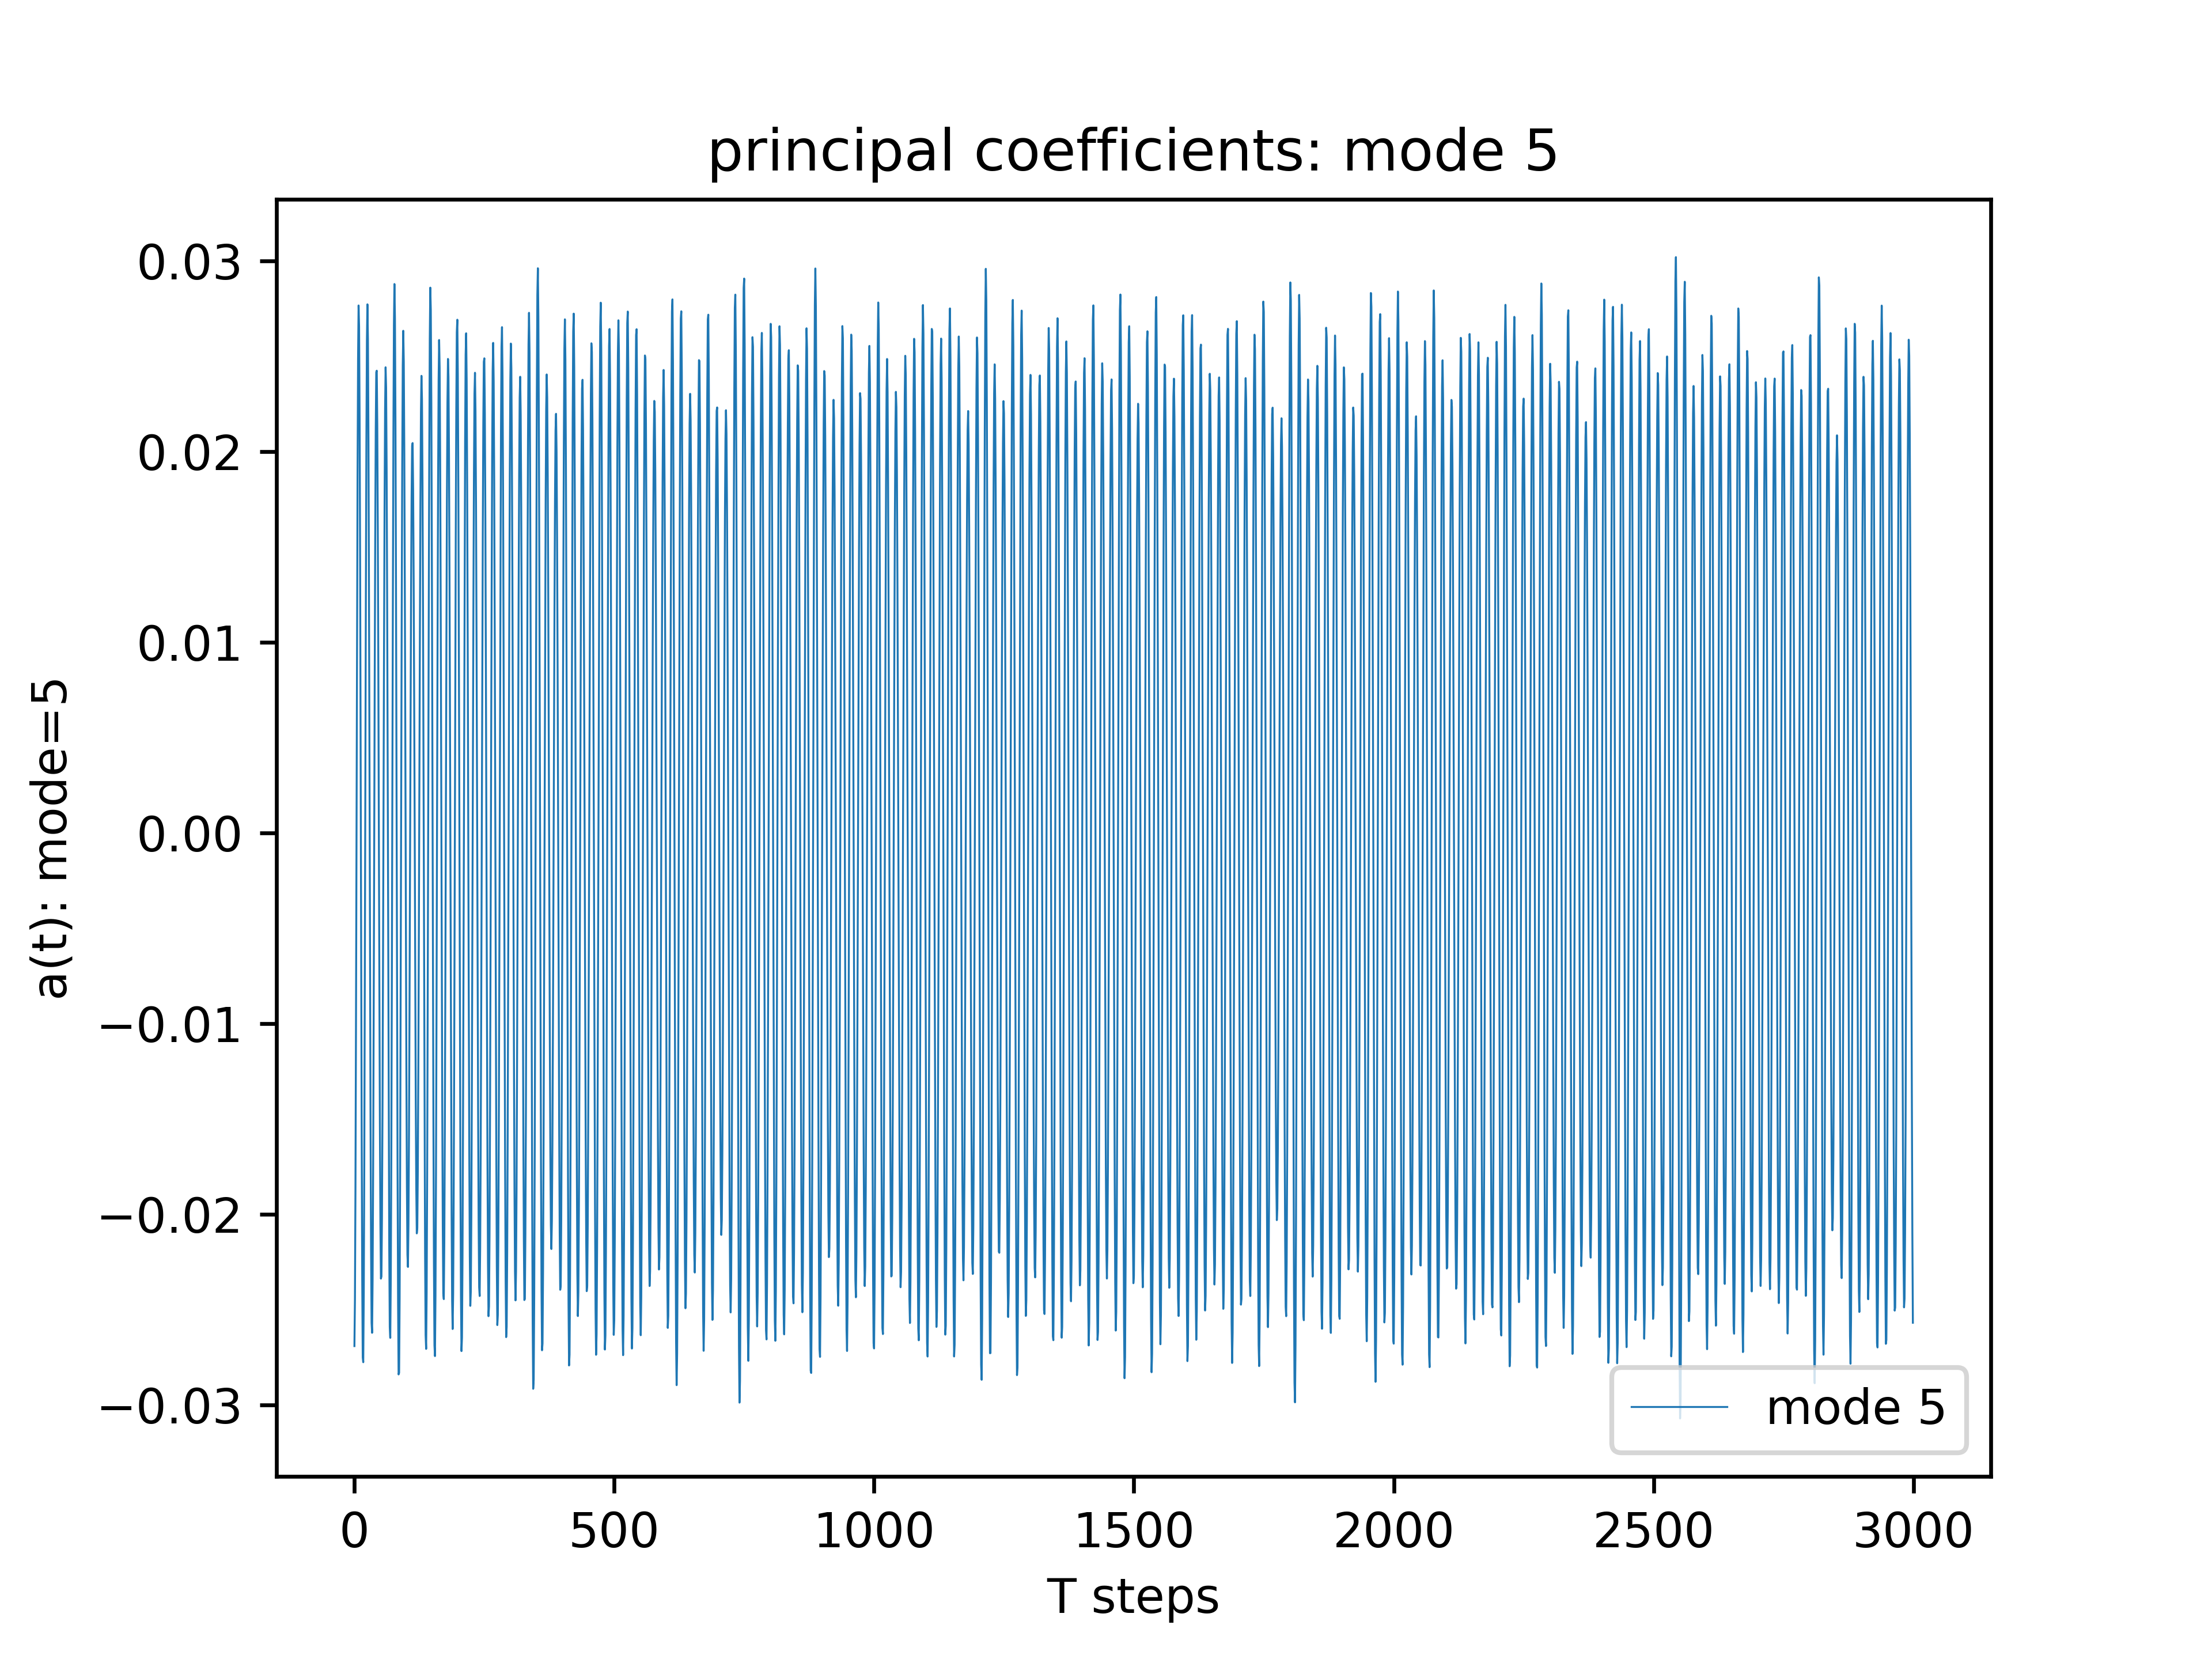 principal coefficients: mode 5
0.03
0.02
0.01
0.00
−0.01
−0.02
−0.03
a(t): mode=5
mode 5
0 500 1000 1500 2000 2500 3000
T steps